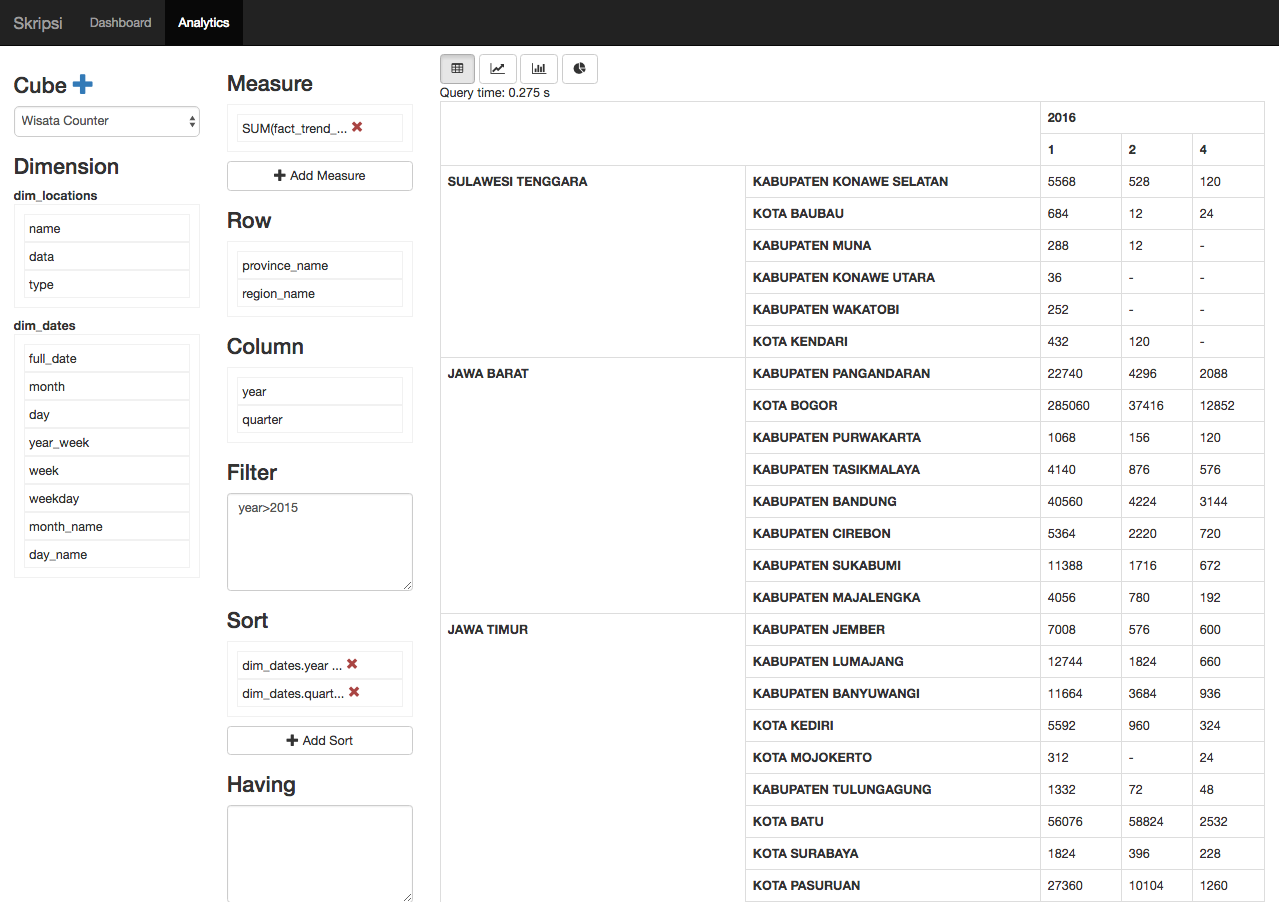 Skripsi Dashboard Analytics
Cube
Wisata Counter
Dimension
dim_locations
name
data
type
dim_dates
full_date
month
day
year_week
week
weekday
month_name
day_name
Measure
SUM(fact_trend_...
Add Measure
Row
province_name
region_name
Column
year
quarter
Filter
year>2015
Sort
dim_dates.year ...
dim_dates.quart...
Add Sort
Having
Query time: 0.275 s
2016
1 2 4
SULAWESI TENGGARA KABUPATEN KONAWE SELATAN 5568 528 120
KOTA BAUBAU 684 12 24
KABUPATEN MUNA 288 12 -
KABUPATEN KONAWE UTARA 36 - -
KABUPATEN WAKATOBI 252 - -
KOTA KENDARI 432 120 -
JAWA BARAT KABUPATEN PANGANDARAN 22740 4296 2088
KOTA BOGOR 285060 37416 12852
KABUPATEN PURWAKARTA 1068 156 120
KABUPATEN TASIKMALAYA 4140 876 576
KABUPATEN BANDUNG 40560 4224 3144
KABUPATEN CIREBON 5364 2220 720
KABUPATEN SUKABUMI 11388 1716 672
KABUPATEN MAJALENGKA 4056 780 192
JAWA TIMUR KABUPATEN JEMBER 7008 576 600
KABUPATEN LUMAJANG 12744 1824 660
KABUPATEN BANYUWANGI 11664 3684 936
KOTA KEDIRI 5592 960 324
KOTA MOJOKERTO 312 - 24
KABUPATEN TULUNGAGUNG 1332 72 48
KOTA BATU 56076 58824 2532
KOTA SURABAYA 1824 396 228
KOTA PASURUAN 27360 10104 1260